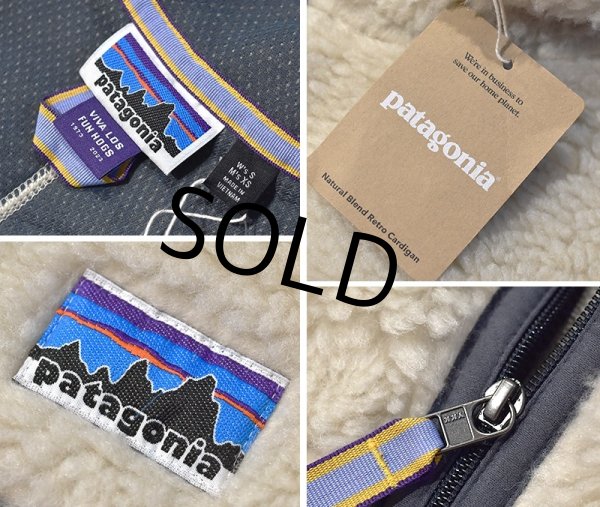 patagonia
VIVA LOS
FUN HOGS
1973 2023
W's S
M's XS
MADE IN
VIETNAM
We're in business to
save our home planet.
patagonia®
Natural Blend Retro Cardigan
SOLD
patagonia
YKK